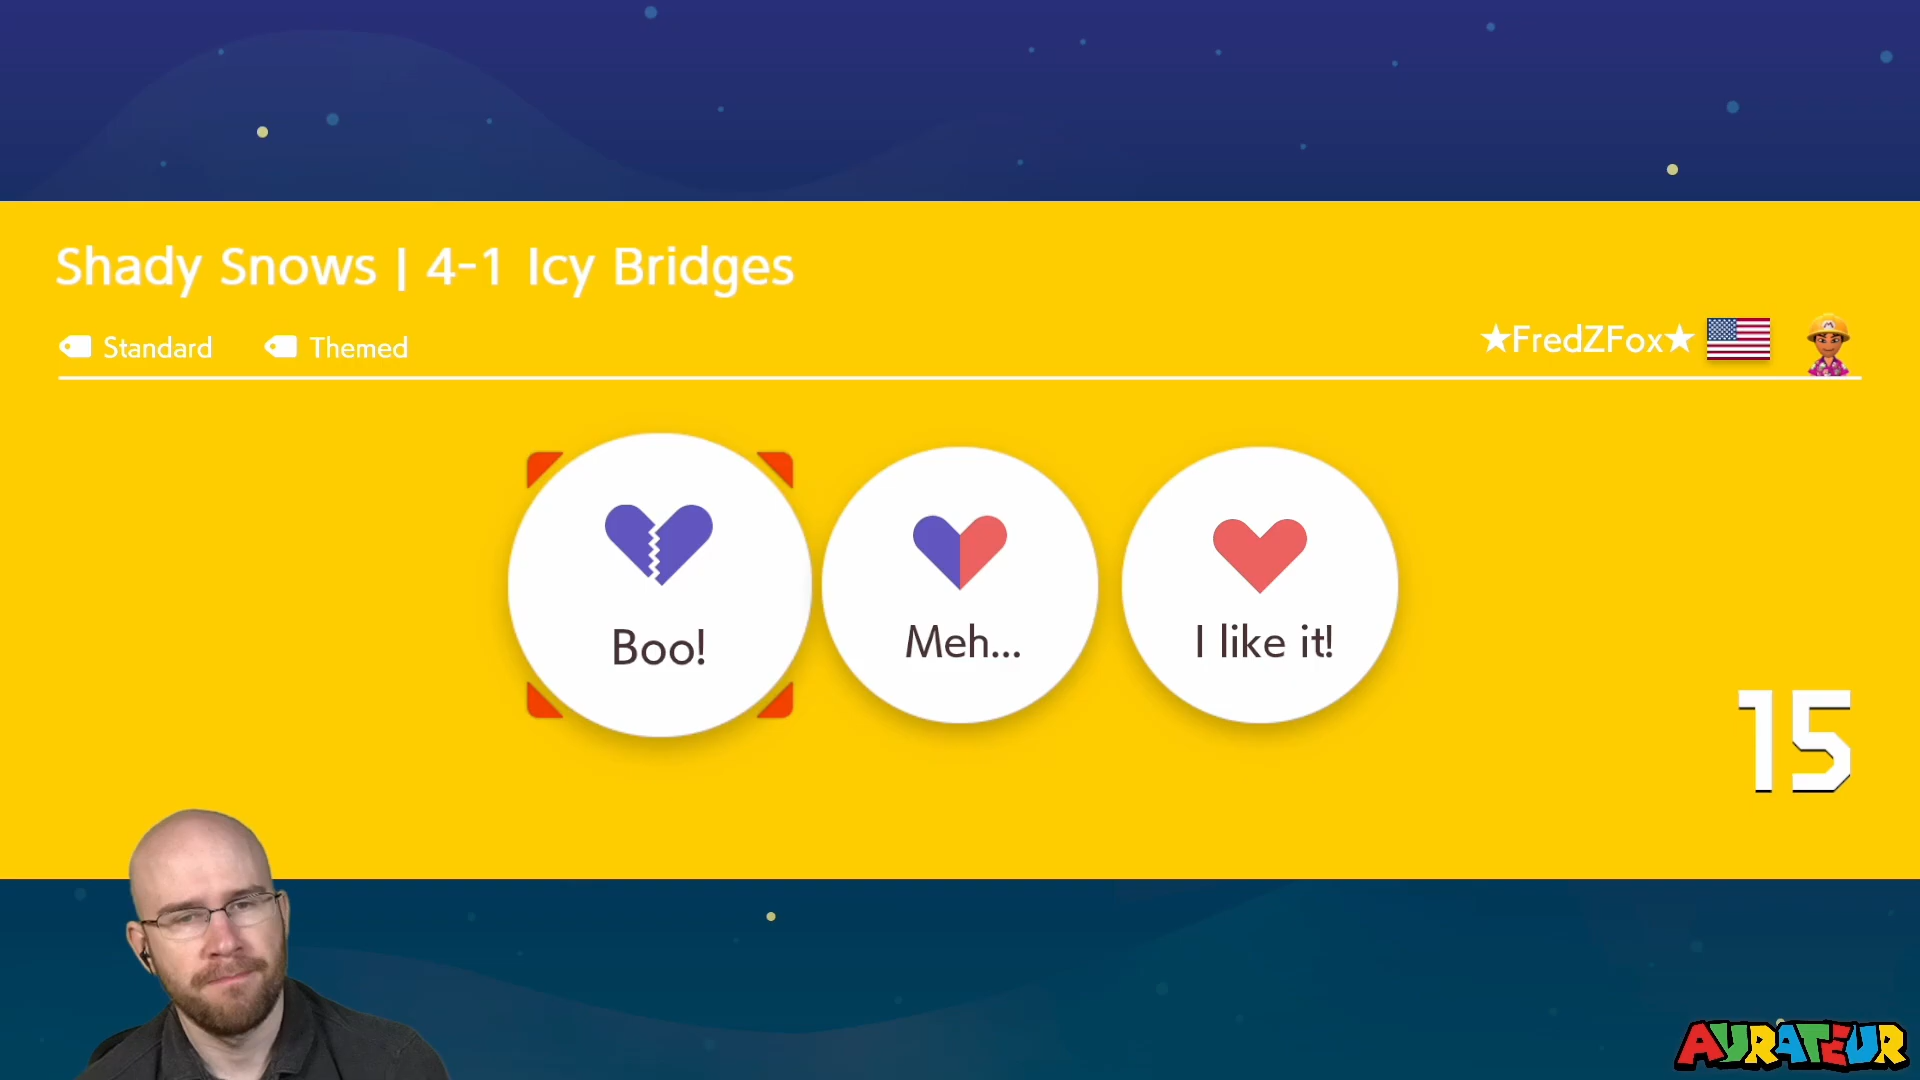 Shady Snows | 4-1 Icy Bridges
Standard
Themed
★FredZFox★
M
Boo!
Meh...
I like it!
15
AURATEUR